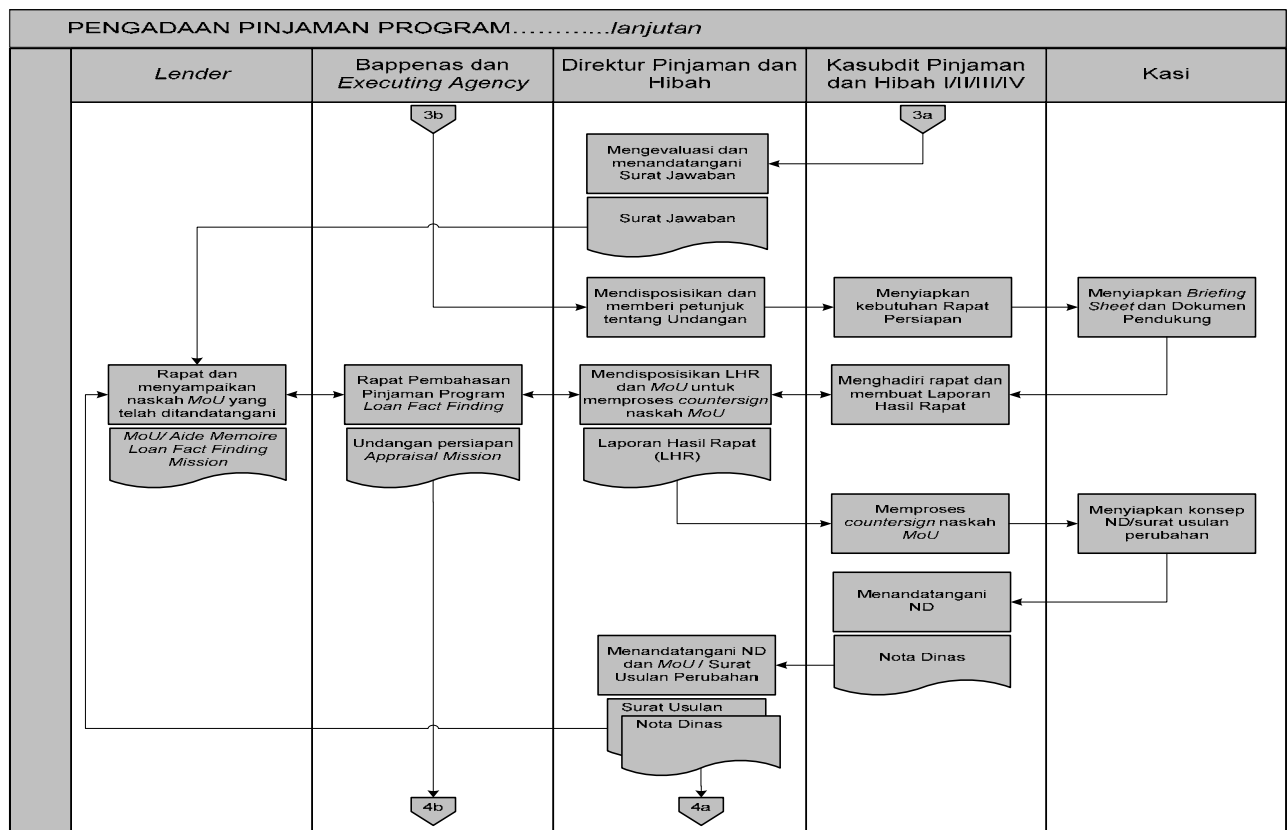 PENGADAAN PINJAMAN PROGRAM............lanjutan
Lender
Bappenas dan
Executing Agency
Direktur Pinjaman dan
Hibah
Kasubdit Pinjaman
dan Hibah I/II/III/IV
Kasi
3b
3a
Mengevaluasi dan
menandatangani
Surat Jawaban
Surat Jawaban
Mendisposisikan dan
memberi petunjuk
tentang Undangan
Menyiapkan
kebutuhan Rapat
Persiapan
Menyiapkan Briefing
Sheet dan Dokumen
Pendukung
Rapat dan
menyampaikan
naskah MoU yang
telah ditandatangani
Rapat Pembahasan
Pinjaman Program
Loan Fact Finding
Mendisposisikan LHR
dan MoU untuk
memproses countersign
naskah MoU
Menghadiri rapat dan
membuat Laporan
Hasil Rapat
MoU/ Aide Memoire
Loan Fact Finding
Mission
Undangan persiapan
Appraisal Mission
Laporan Hasil Rapat
(LHR)
Memproses
countersign naskah
MoU
Menyiapkan konsep
ND/surat usulan
perubahan
Menandatangani
ND
Nota Dinas
Menandatangani ND
dan MoU / Surat
Usulan Perubahan
Surat Usulan
Nota Dinas
4b
4a